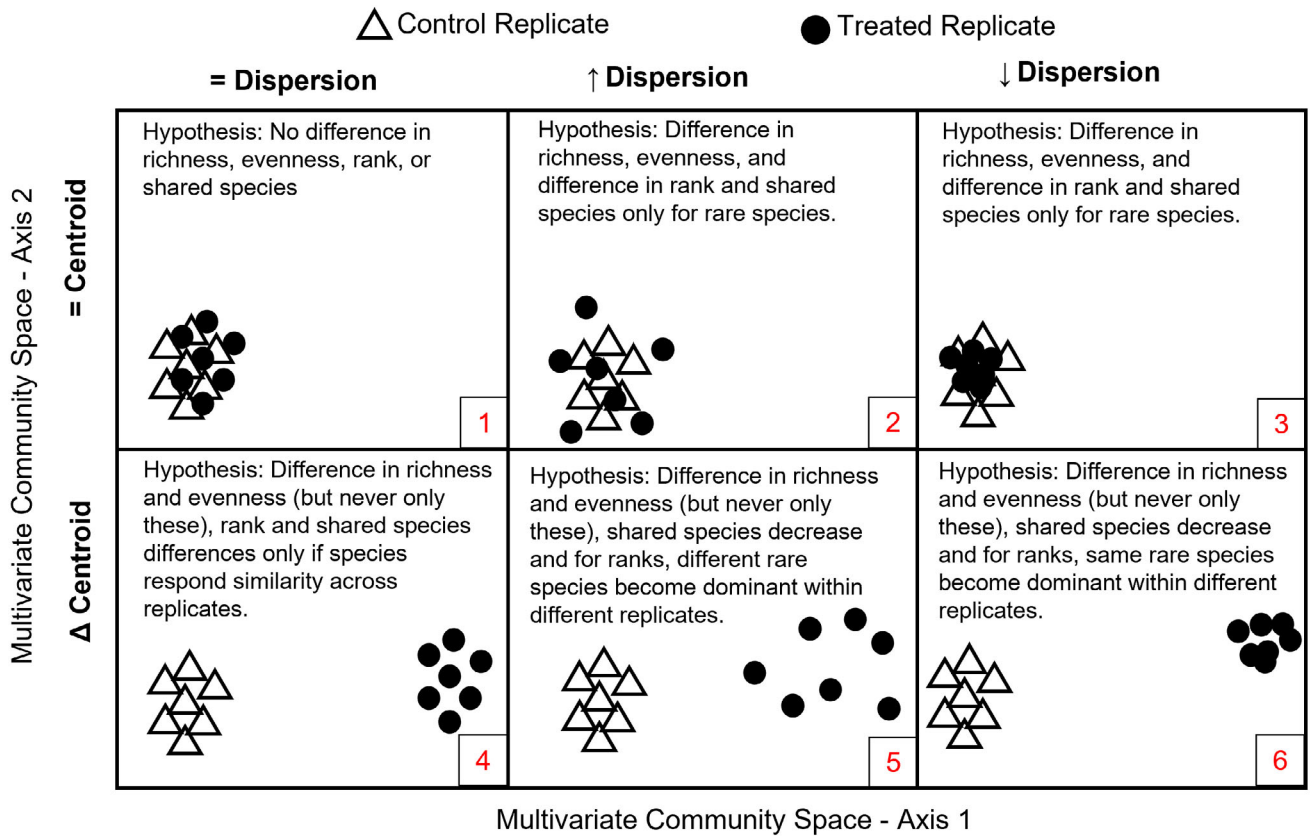 Control Replicate
Treated Replicate
= Dispersion
↑ Dispersion
↓ Dispersion
Multivariate Community Space - Axis 2
= Centroid
Δ Centroid
Hypothesis: No difference in
richness, evenness, rank, or
shared species
1
Hypothesis: Difference in
richness, evenness, and
difference in rank and shared
species only for rare species.
2
Hypothesis: Difference in
richness, evenness, and
difference in rank and shared
species only for rare species.
3
Hypothesis: Difference in richness
and evenness (but never only
these), rank and shared species
differences only if species
respond similarity across
replicates.
4
Hypothesis: Difference in richness
and evenness (but never only
these), shared species decrease
and for ranks, different rare
species become dominant within
different replicates.
5
Hypothesis: Difference in richness
and evenness (but never only
these), shared species decrease
and for ranks, same rare species
become dominant within different
replicates.
6
Multivariate Community Space - Axis 1